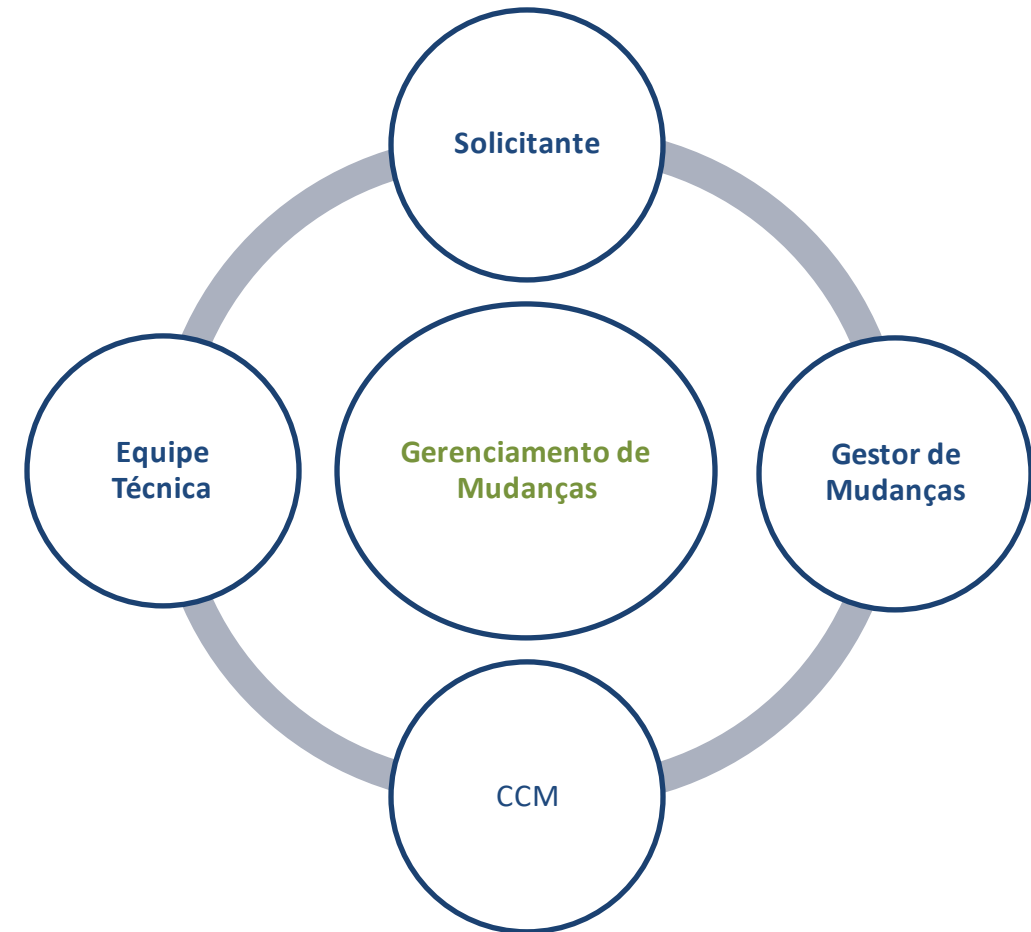 Solicitante
Equipe
Técnica
Gerenciamento de
Mudanças
Gestor de
Mudanças
CCM